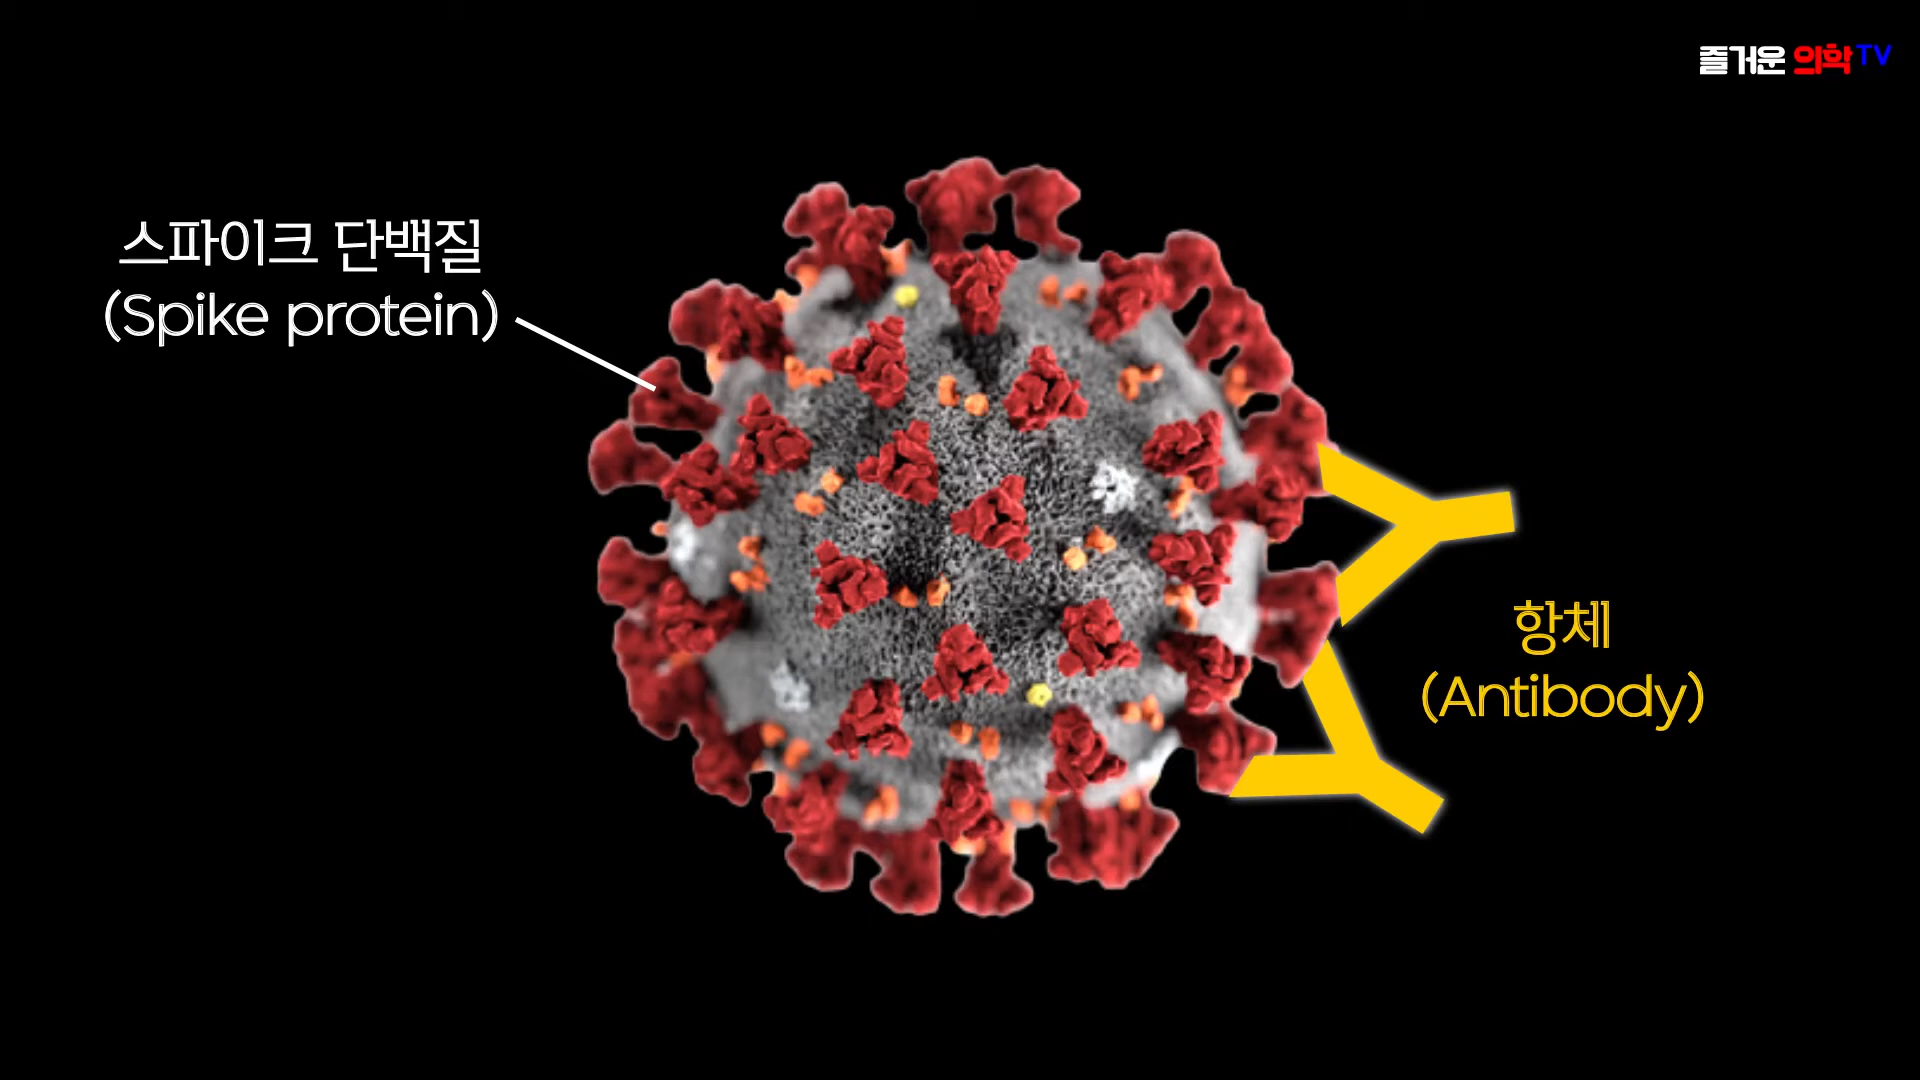 즐거운 의학TV
스파이크 단백질
(Spike protein)
항체
(Antibody)